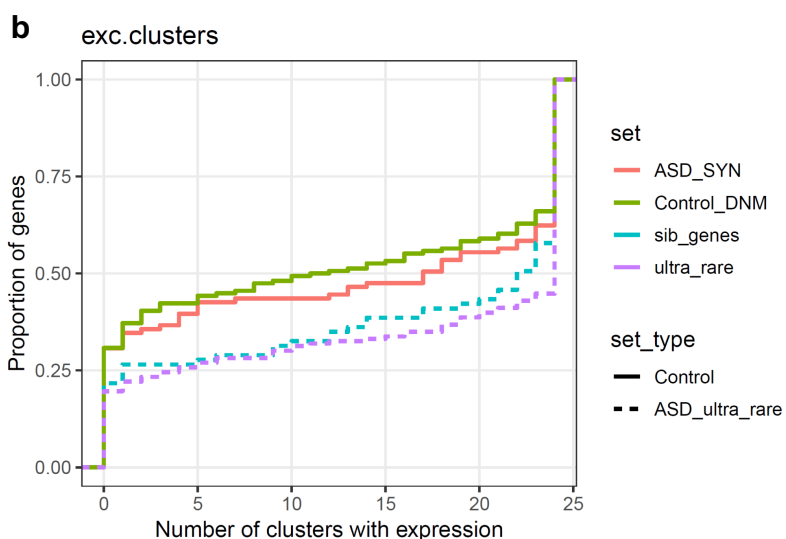 b
exc.clusters
1.00
0.75
0.50
0.25
0.00
Proportion of genes
0
5
10
15
20
25
Number of clusters with expression
set
ASD_SYN
Control_DNM
sib_genes
ultra_rare
set_type
Control
ASD_ultra_rare